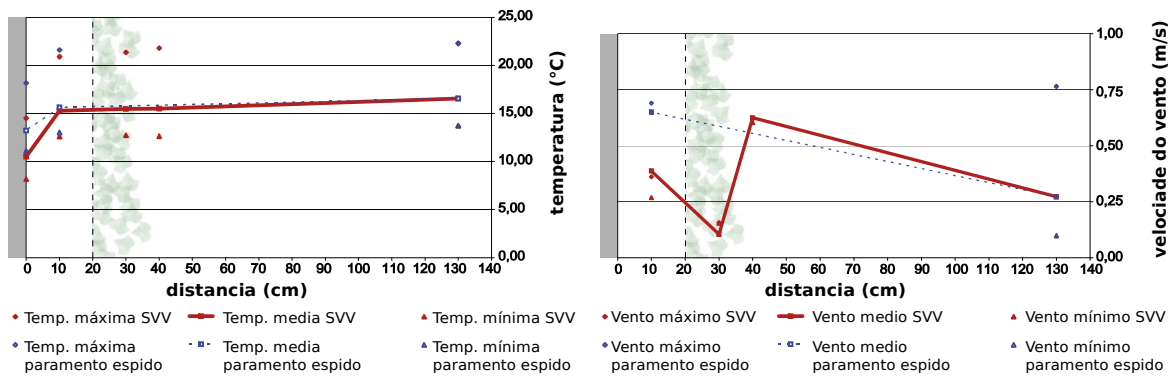 25,00
20,00
15,00
10,00
5,00
0,00
temperatura (°C)
0 10 20 30 40 50 60 70 80 90 100 110 120 130 140
distancia (cm)
Temp. máxima SVV Temp. media SVV Temp. mínima SVV
Temp. máxima Temp. media Temp. mínima
paramento espido paramento espido paramento espido
1,00
0,75
0,50
0,25
0,00
velociade do vento (m/s)
0 10 20 30 40 50 60 70 80 90 100 110 120 130 140
distancia (cm)
Vento máximo SVV Vento medio SVV Vento mínimo SVV
Vento máximo Vento medio Vento mínimo
paramento espido paramento espido paramento espido